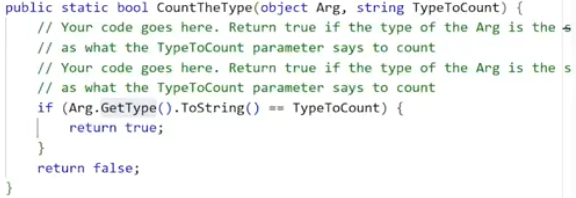 public static bool CountTheType(object Arg, string TypeToCount) {
// Your code goes here. Return true if the type of the Arg is the s
// as what the TypeToCount parameter says to count
// Your code goes here. Return true if the type of the Arg is the s
// as what the TypeToCount parameter says to count
if (Arg.GetType().ToString() == TypeToCount) {
return true;
}
return false;
}